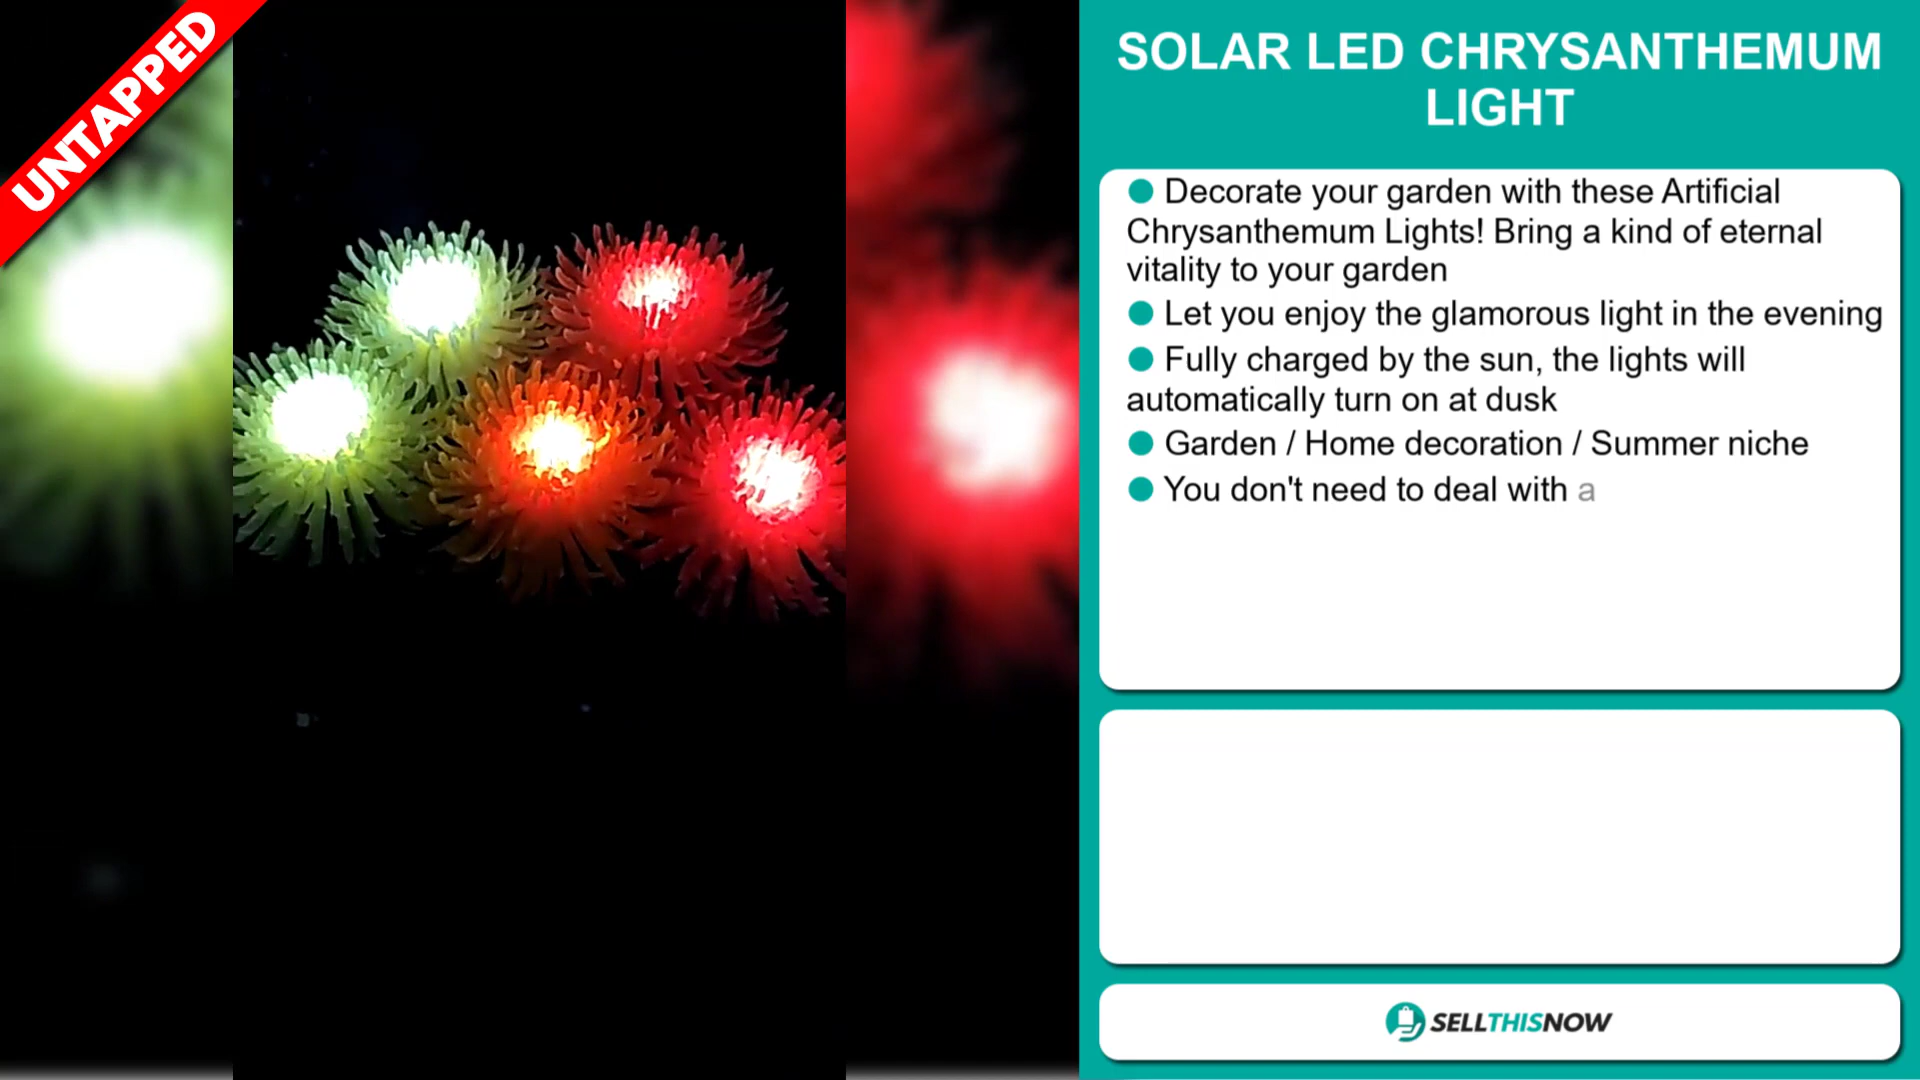 UNTAPPED
SOLAR LED CHRYSANTHEMUM
LIGHT
● Decorate your garden with these Artificial
Chrysanthemum Lights! Bring a kind of eternal
vitality to your garden
● Let you enjoy the glamorous light in the evening
● Fully charged by the sun, the lights will
automatically turn on at dusk
● Garden / Home decoration / Summer niche
● You don't need to deal with a
SELLTHISNOW